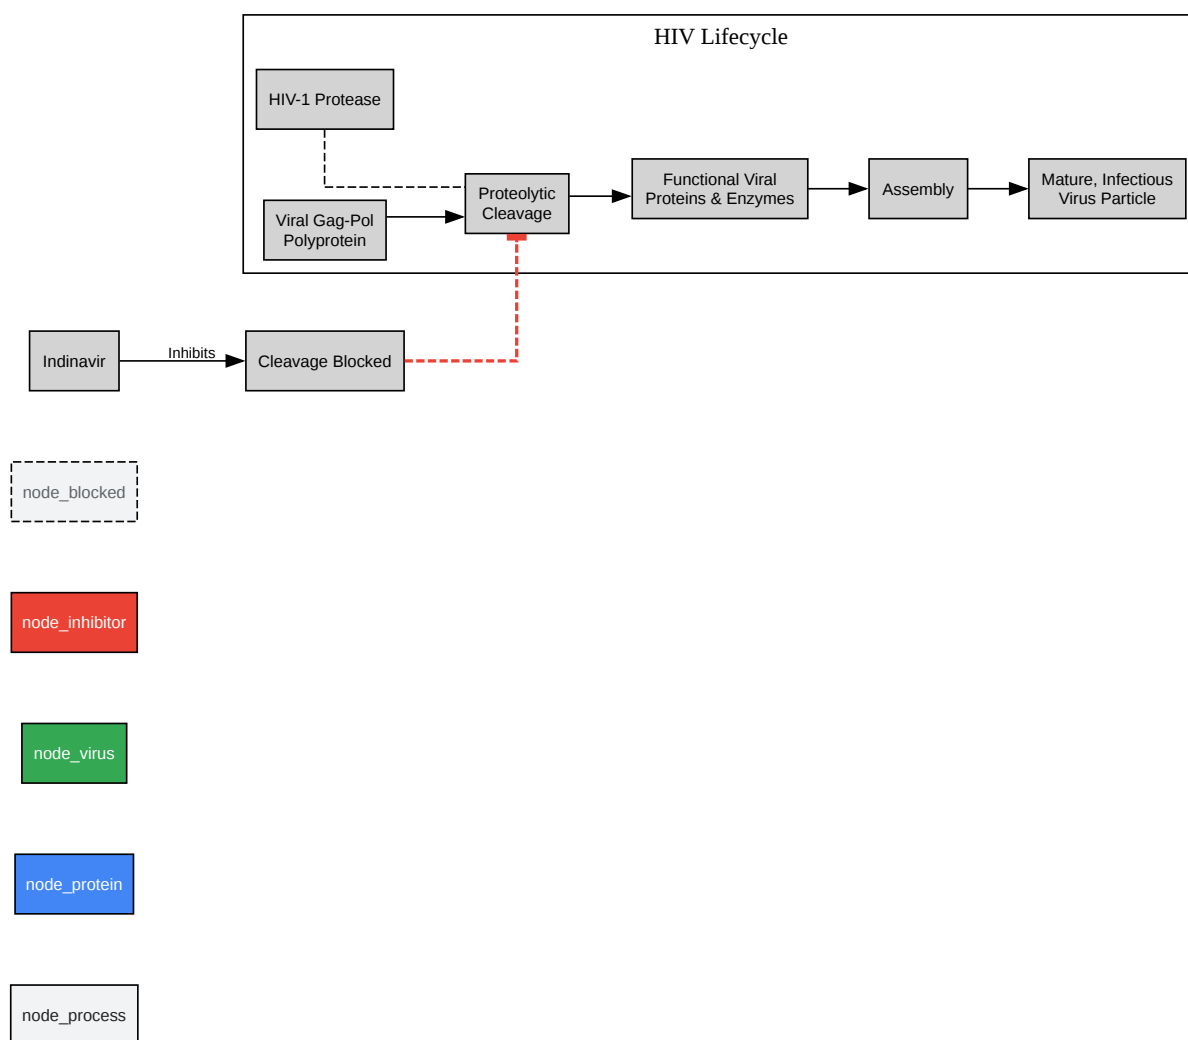 HIV Lifecycle
HIV-1 Protease
Viral Gag-Pol
Polyprotein
Proteolytic
Cleavage
Functional Viral
Proteins & Enzymes
Assembly
Mature, Infectious
Virus Particle
Indinavir
Inhibits
Cleavage Blocked
node_blocked
node_inhibitor
node_virus
node_protein
node_process